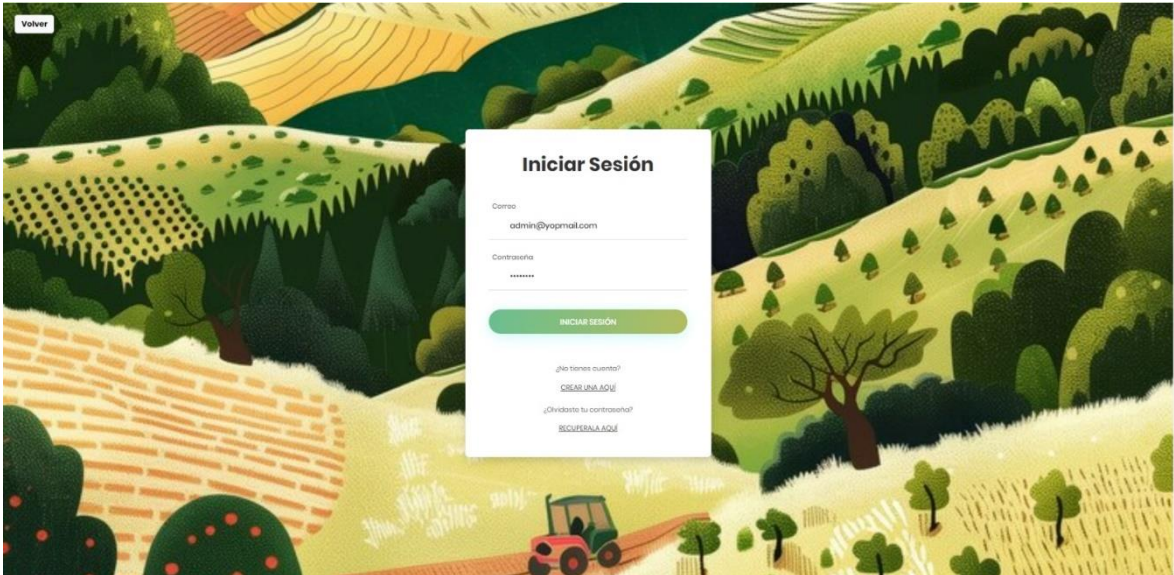 Volver
Iniciar Sesión
Correo
admin@yopmail.com
Contraseña
••••••••
INICIAR SESIÓN
¿No tienes cuenta?
CREAR UNA AQUÍ
¿Olvidaste tu contraseña?
RECUPERALA AQUÍ